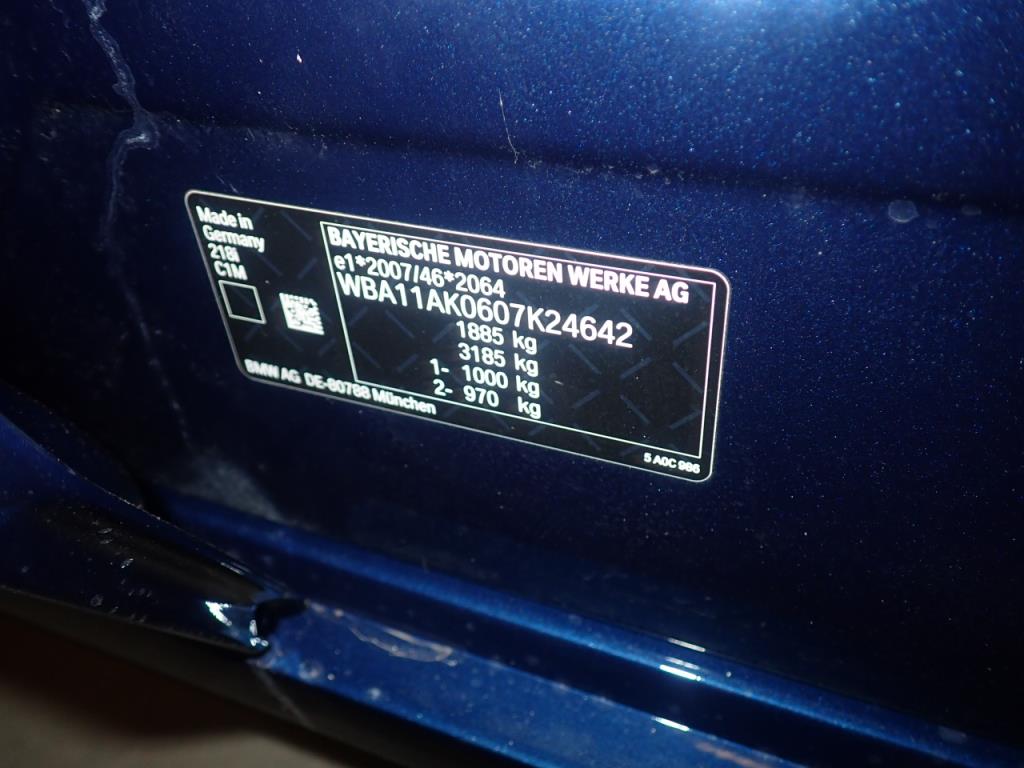 Made in
Germany
218i
C1M
BAYERISCHE MOTOREN WERKE AG
e1*2007/46*2064
WBA11AK0607K24642
1885 kg
3185 kg
1- 1000 kg
2- 970 kg
BMW AG DE-80788 München
5 A0C 986